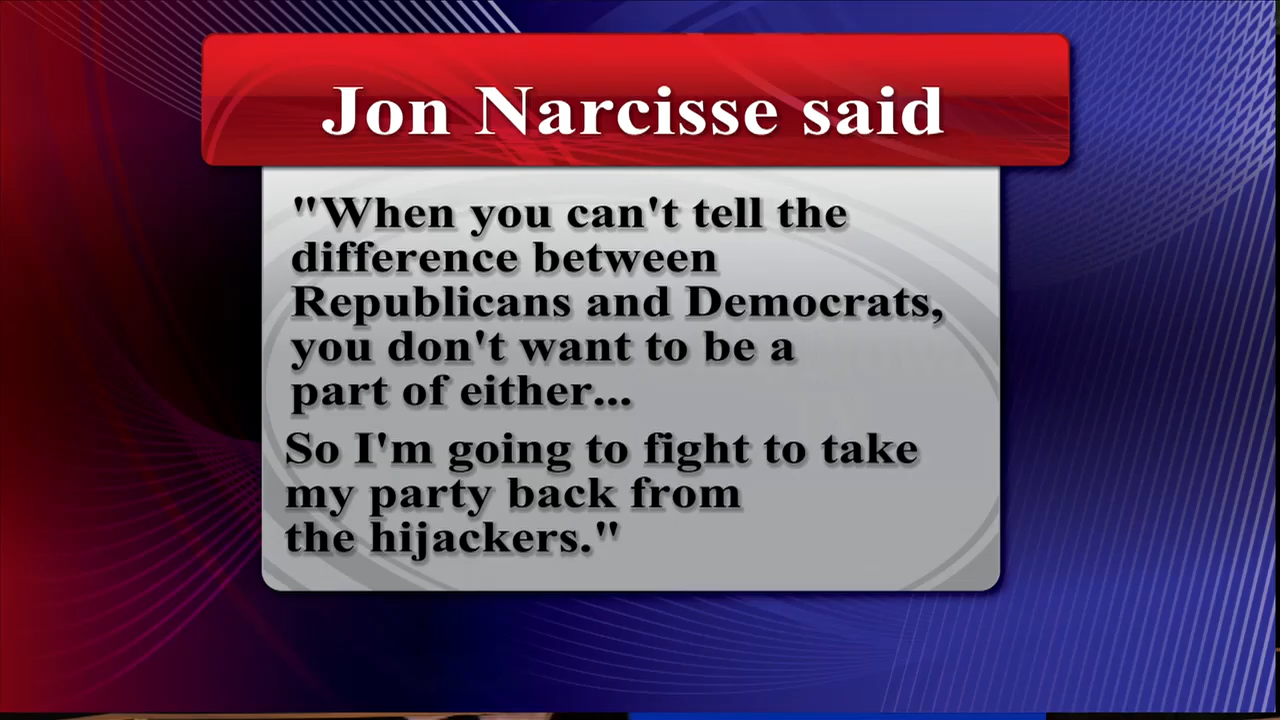 Jon Narcisse said
"When you can't tell the
difference between
Republicans and Democrats,
you don't want to be a
part of either...
So I'm going to fight to take
my party back from
the hijackers."